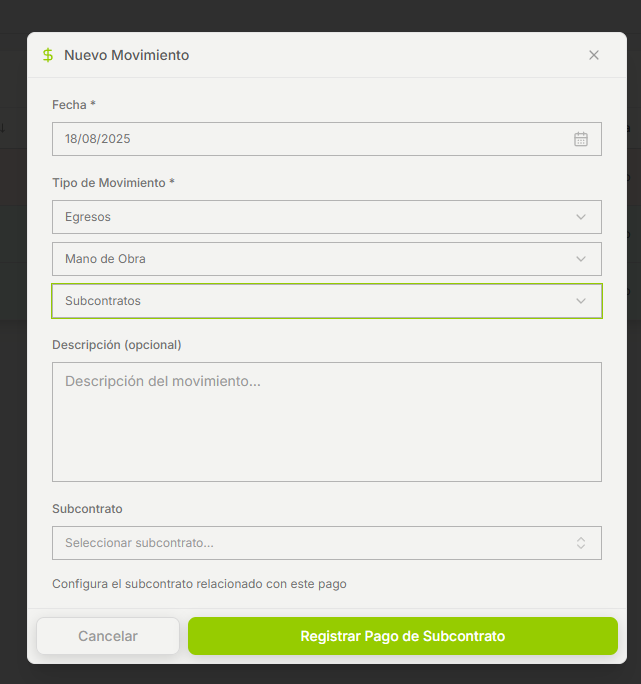 $ Nuevo Movimiento
Fecha *
18/08/2025
Tipo de Movimiento *
Egresos
Mano de Obra
Subcontratos
Descripción (opcional)
Descripción del movimiento...
Subcontrato
Seleccionar subcontrato...
Configura el subcontrato relacionado con este pago
Cancelar
Registrar Pago de Subcontrato